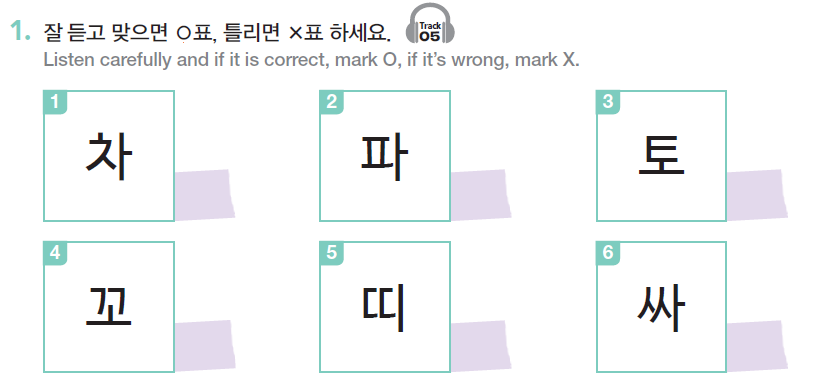 1. 잘 듣고 맞으면 ○표, 틀리면 ×표 하세요. Track 05
Listen carefully and if it is correct, mark O, if it's wrong, mark X.
1 차
2 파
3 토
4 꼬
5 띠
6 싸